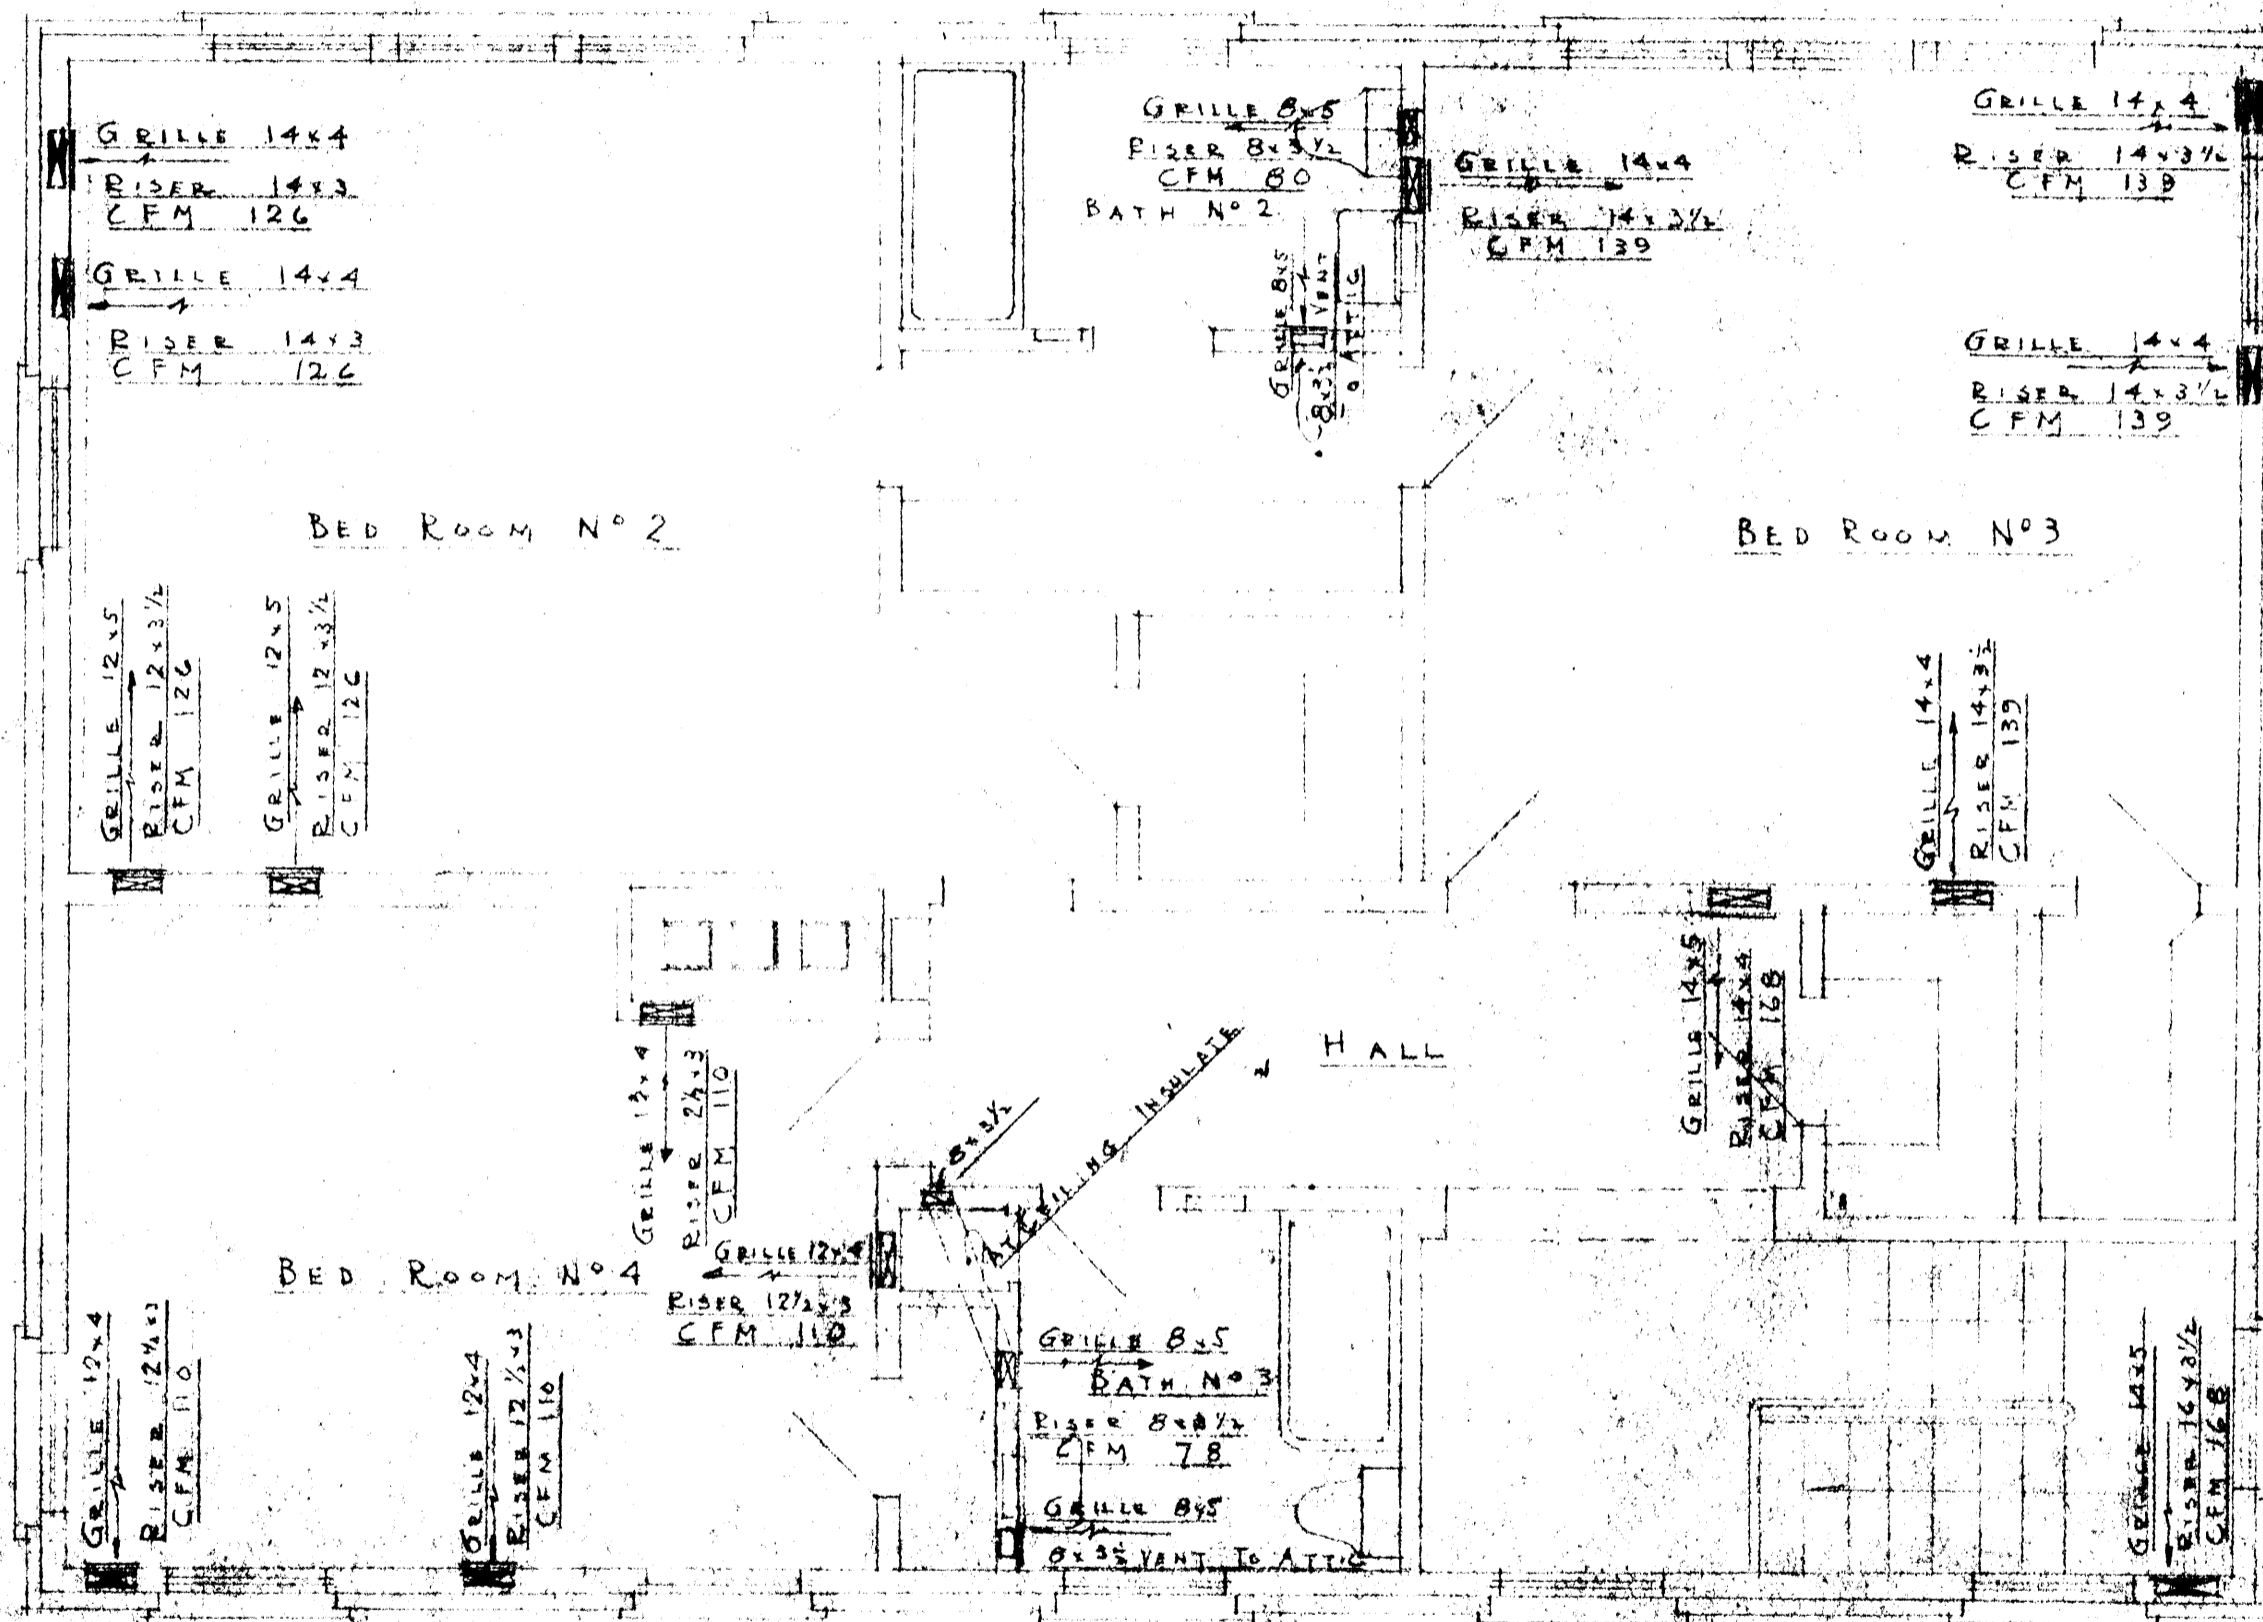 GRILLE 14x4
RISER 14x3
CFM 126
GRILLE 14x4
RISER 14x3
CFM 126
GRILLE 8x5
RISER 8x3½
CFM 80
BATH Nº 2
GRILLE 8x5
8x3½ VENT
TO ATTIC
GRILLE 14x4
RISER 14x3½
CFM 139
GRILLE 14x4
RISER 14x3½
CFM 139
GRILLE 14x4
RISER 14x3½
CFM 139
BED ROOM Nº 2
BED ROOM Nº 3
GRILLE 12x5
RISER 12x3½
CFM 126
GRILLE 12x5
RISER 12x3½
CFM 126
GRILLE 14x4
RISER 14x3½
CFM 139
GRILLE 14x5
RISER 14x4
CFM 168
HALL
GRILLE 13x4
RISER 2½x3
CFM 110
8x3½
AT CEILING INSULATE
BED ROOM Nº 4
GRILLE 12x4
RISER 12½x3
CFM 110
GRILLE 12x4
RISER 12½x3
CFM 110
GRILLE 12x4
RISER 12½x3
CFM 110
GRILLE 8x5
BATH Nº 3
RISER 8x3½
CFM 78
GRILLE 8x5
8x3½ VENT TO ATTIC
GRILLE 14x5
RISER 14x3½
CFM 168